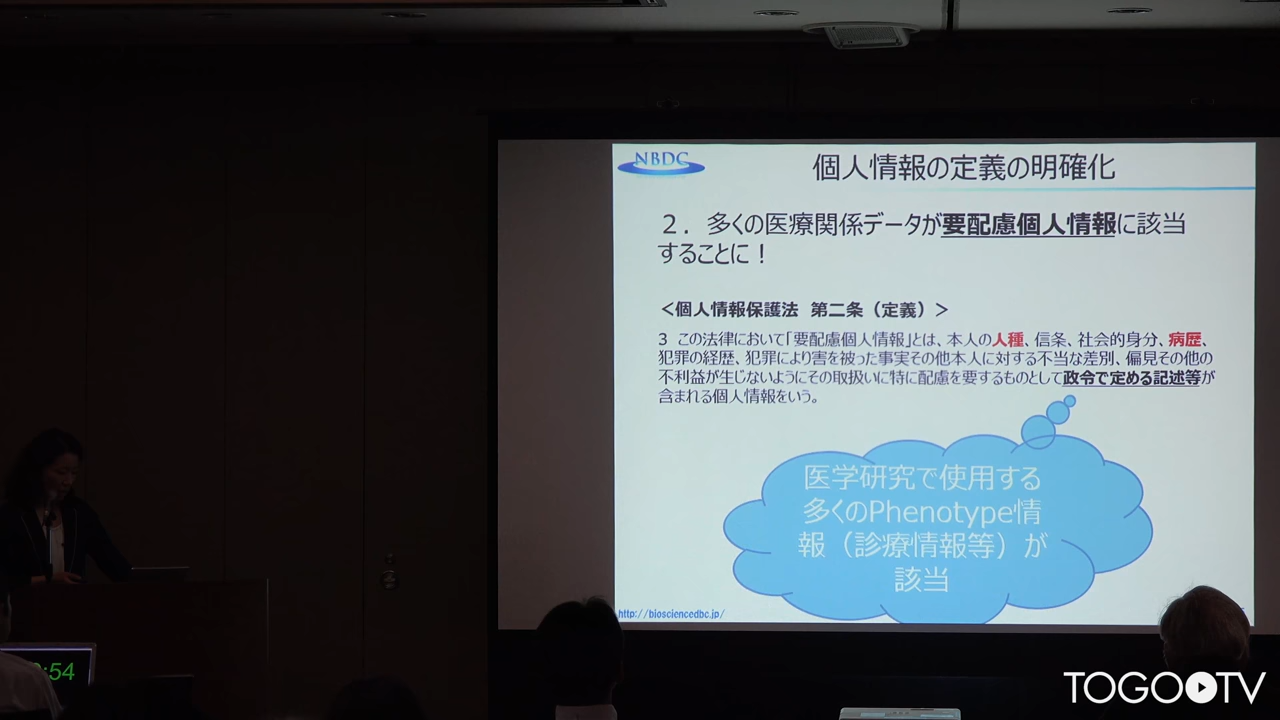 NBDC
個人情報の定義の明確化
２．多くの医療関係データが要配慮個人情報に該当
することに！
＜個人情報保護法 第二条（定義）＞
3 この法律において「要配慮個人情報」とは、本人の人種、信条、社会的身分、病歴、
犯罪の経歴、犯罪により害を被った事実その他本人に対する不当な差別、偏見その他の
不利益が生じないようにその取扱いに特に配慮を要するものとして政令で定める記述等が
含まれる個人情報をいう。
医学研究で使用する
多くのPhenotype情
報（診療情報等）が
該当
http://biosciencedbc.jp/
:54
TOGOTV